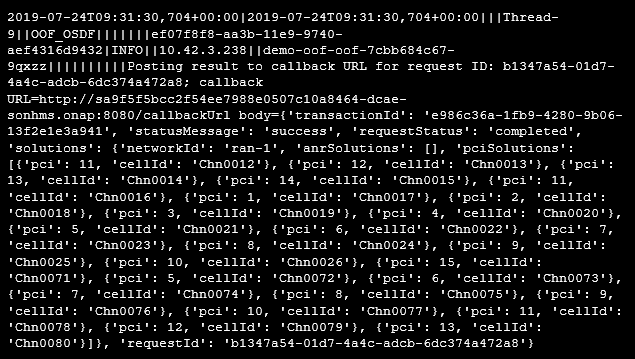 2019-07-24T09:31:30,704+00:00|2019-07-24T09:31:30,704+00:00|||Thread-
9||OOF_OSDF|||||||ef07f8f8-aa3b-11e9-9740-
aef4316d9432|INFO||10.42.3.238||demo-oof-oof-7cbb684c67-
9qxzz||||||||||Posting result to callback URL for request ID: b1347a54-01d7-
4a4c-adcb-6dc374a472a8; callback
URL=http://sa9f5f5bcc2f54ee7988e0507c10a8464-dcae-
sonhms.onap:8080/callbackUrl body={'transactionId': 'e986c36a-1fb9-4280-9b06-
13f2e1e3a941', 'statusMessage': 'success', 'requestStatus': 'completed',
'solutions': {'networkId': 'ran-1', 'anrSolutions': [], 'pciSolutions':
[{'pci': 11, 'cellId': 'Chn0012'}, {'pci': 12, 'cellId': 'Chn0013'}, {'pci':
13, 'cellId': 'Chn0014'}, {'pci': 14, 'cellId': 'Chn0015'}, {'pci': 11,
'cellId': 'Chn0016'}, {'pci': 1, 'cellId': 'Chn0017'}, {'pci': 2, 'cellId':
'Chn0018'}, {'pci': 3, 'cellId': 'Chn0019'}, {'pci': 4, 'cellId': 'Chn0020'},
{'pci': 5, 'cellId': 'Chn0021'}, {'pci': 6, 'cellId': 'Chn0022'}, {'pci': 7,
'cellId': 'Chn0023'}, {'pci': 8, 'cellId': 'Chn0024'}, {'pci': 9, 'cellId':
'Chn0025'}, {'pci': 10, 'cellId': 'Chn0026'}, {'pci': 15, 'cellId':
'Chn0071'}, {'pci': 5, 'cellId': 'Chn0072'}, {'pci': 6, 'cellId': 'Chn0073'},
{'pci': 7, 'cellId': 'Chn0074'}, {'pci': 8, 'cellId': 'Chn0075'}, {'pci': 9,
'cellId': 'Chn0076'}, {'pci': 10, 'cellId': 'Chn0077'}, {'pci': 11, 'cellId':
'Chn0078'}, {'pci': 12, 'cellId': 'Chn0079'}, {'pci': 13, 'cellId':
'Chn0080'}]}, 'requestId': 'b1347a54-01d7-4a4c-adcb-6dc374a472a8'}